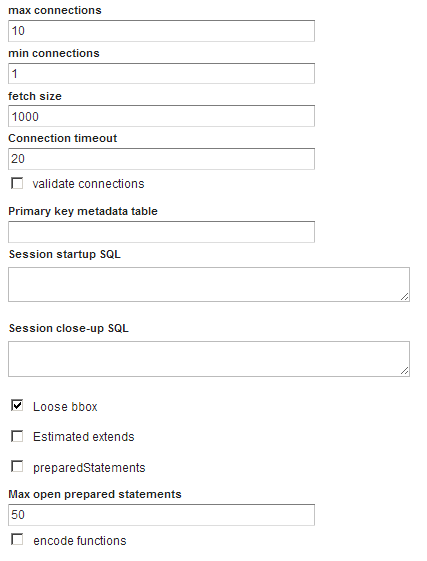 max connections
10
min connections
1
fetch size
1000
Connection timeout
20
validate connections
Primary key metadata table
Session startup SQL
Session close-up SQL
Loose bbox
Estimated extends
preparedStatements
Max open prepared statements
50
encode functions